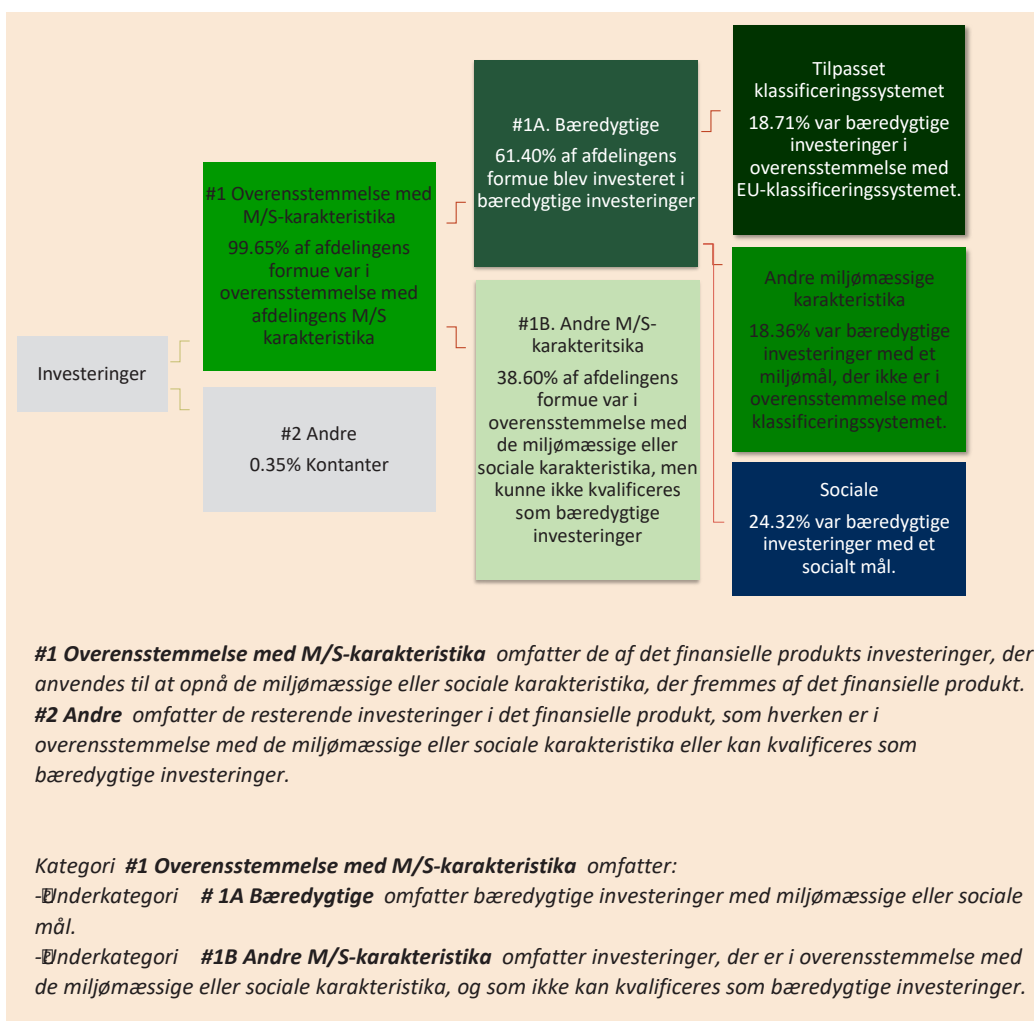 Investeringer
#1 Overensstemmelse med
M/S-karakteristika
99.65% af afdelingens
formue var i
overensstemmelse med
afdelingens M/S
karakteristika
#2 Andre
0.35% Kontanter
#1A. Bæredygtige
61.40% af afdelingens
formue blev investeret i
bæredygtige investeringer
#1B. Andre M/S-
karakteritsika
38.60% af afdelingens
formue var i
overensstemmelse med
de miljømæssige eller
sociale karakteristika, men
kunne ikke kvalificeres
som bæredygtige
investeringer
Tilpasset
klassificeringssystemet
18.71% var bæredygtige
investeringer i
overensstemmelse med
EU-klassificeringssystemet.
Andre miljømæssige
karakteristika
18.36% var bæredygtige
investeringer med et
miljømål, der ikke er i
overensstemmelse med
klassificeringssystemet.
Sociale
24.32% var bæredygtige
investeringer med et
socialt mål.
#1 Overensstemmelse med M/S-karakteristika omfatter de af det finansielle produkts investeringer, der
anvendes til at opnå de miljømæssige eller sociale karakteristika, der fremmes af det finansielle produkt.
#2 Andre omfatter de resterende investeringer i det finansielle produkt, som hverken er i
overensstemmelse med de miljømæssige eller sociale karakteristika eller kan kvalificeres som
bæredygtige investeringer.
Kategori #1 Overensstemmelse med M/S-karakteristika omfatter:
-Underkategori # 1A Bæredygtige omfatter bæredygtige investeringer med miljømæssige eller sociale
mål.
-Underkategori #1B Andre M/S-karakteristika omfatter investeringer, der er i overensstemmelse med
de miljømæssige eller sociale karakteristika, og som ikke kan kvalificeres som bæredygtige investeringer.